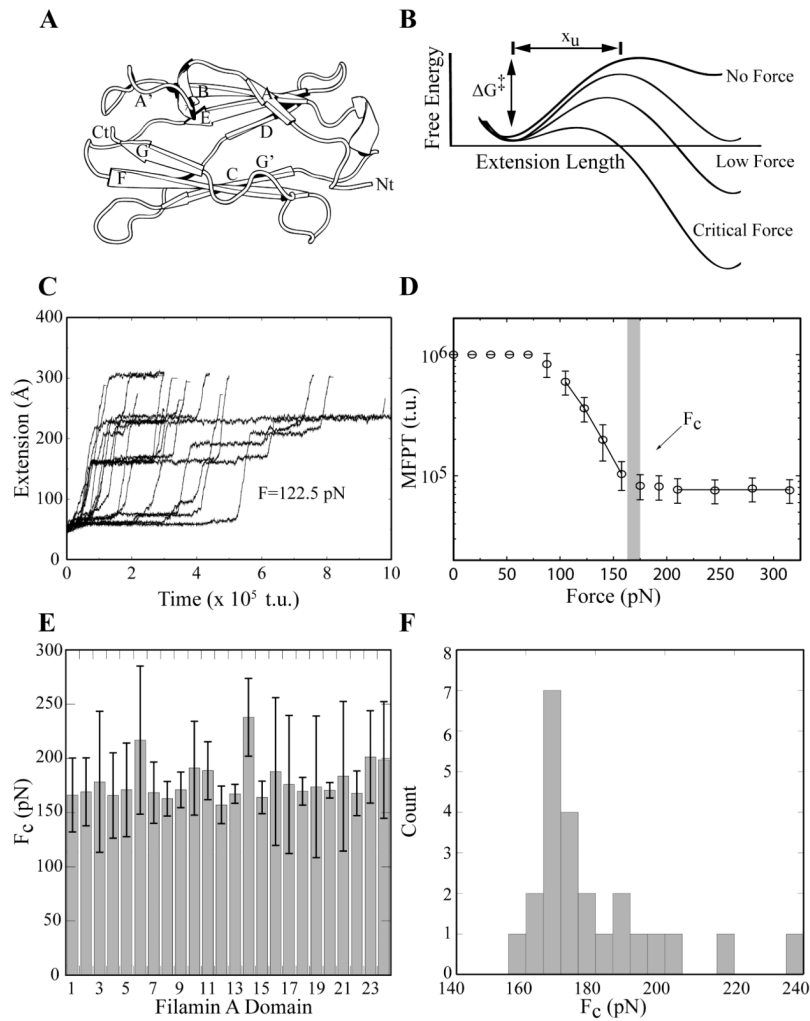 A
A'
B
A
E
D
Ct
G
G'
F
C
Nt
B
Free Energy
x_u
ΔG‡
No Force
Extension Length
Low Force
Critical Force
C
Extension (Å)
400
300
200
100
0
F=122.5 pN
0 2 4 6 8 10
Time (x 10⁵ t.u.)
D
MFPT (t.u.)
10⁶
10⁵
F_c
0 50 100 150 200 250 300
Force (pN)
E
F_c (pN)
300
250
200
150
100
50
0
1 3 5 7 9 11 13 15 17 19 21 23
Filamin A Domain
F
Count
8
7
6
5
4
3
2
1
0
140 160 180 200 220 240
F_c (pN)